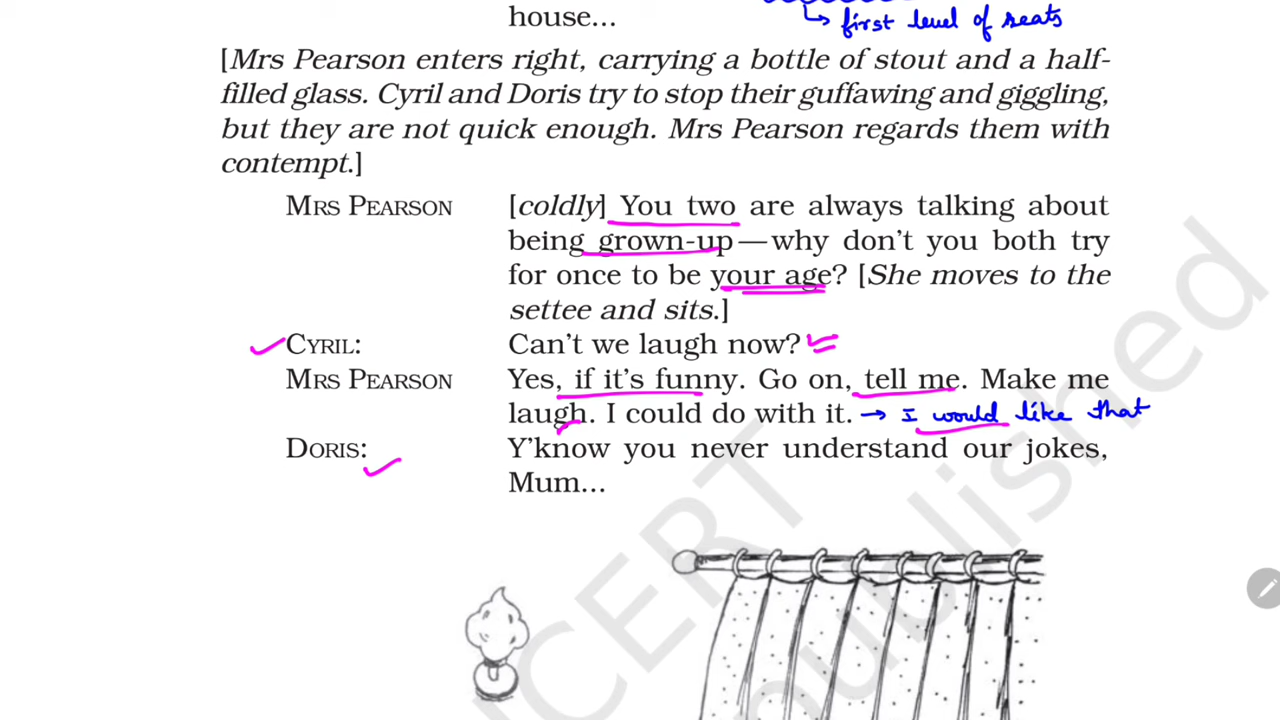 house...
↳ first level of seats
[Mrs Pearson enters right, carrying a bottle of stout and a half-
filled glass. Cyril and Doris try to stop their guffawing and giggling,
but they are not quick enough. Mrs Pearson regards them with
contempt.]
MRS PEARSON [coldly] You two are always talking about
being grown-up—why don't you both try
for once to be your age? [She moves to the
settee and sits.]
CYRIL: Can't we laugh now?
MRS PEARSON Yes, if it's funny. Go on, tell me. Make me
laugh. I could do with it. → I would like that
DORIS: Y'know you never understand our jokes,
Mum...
NCERT
republished